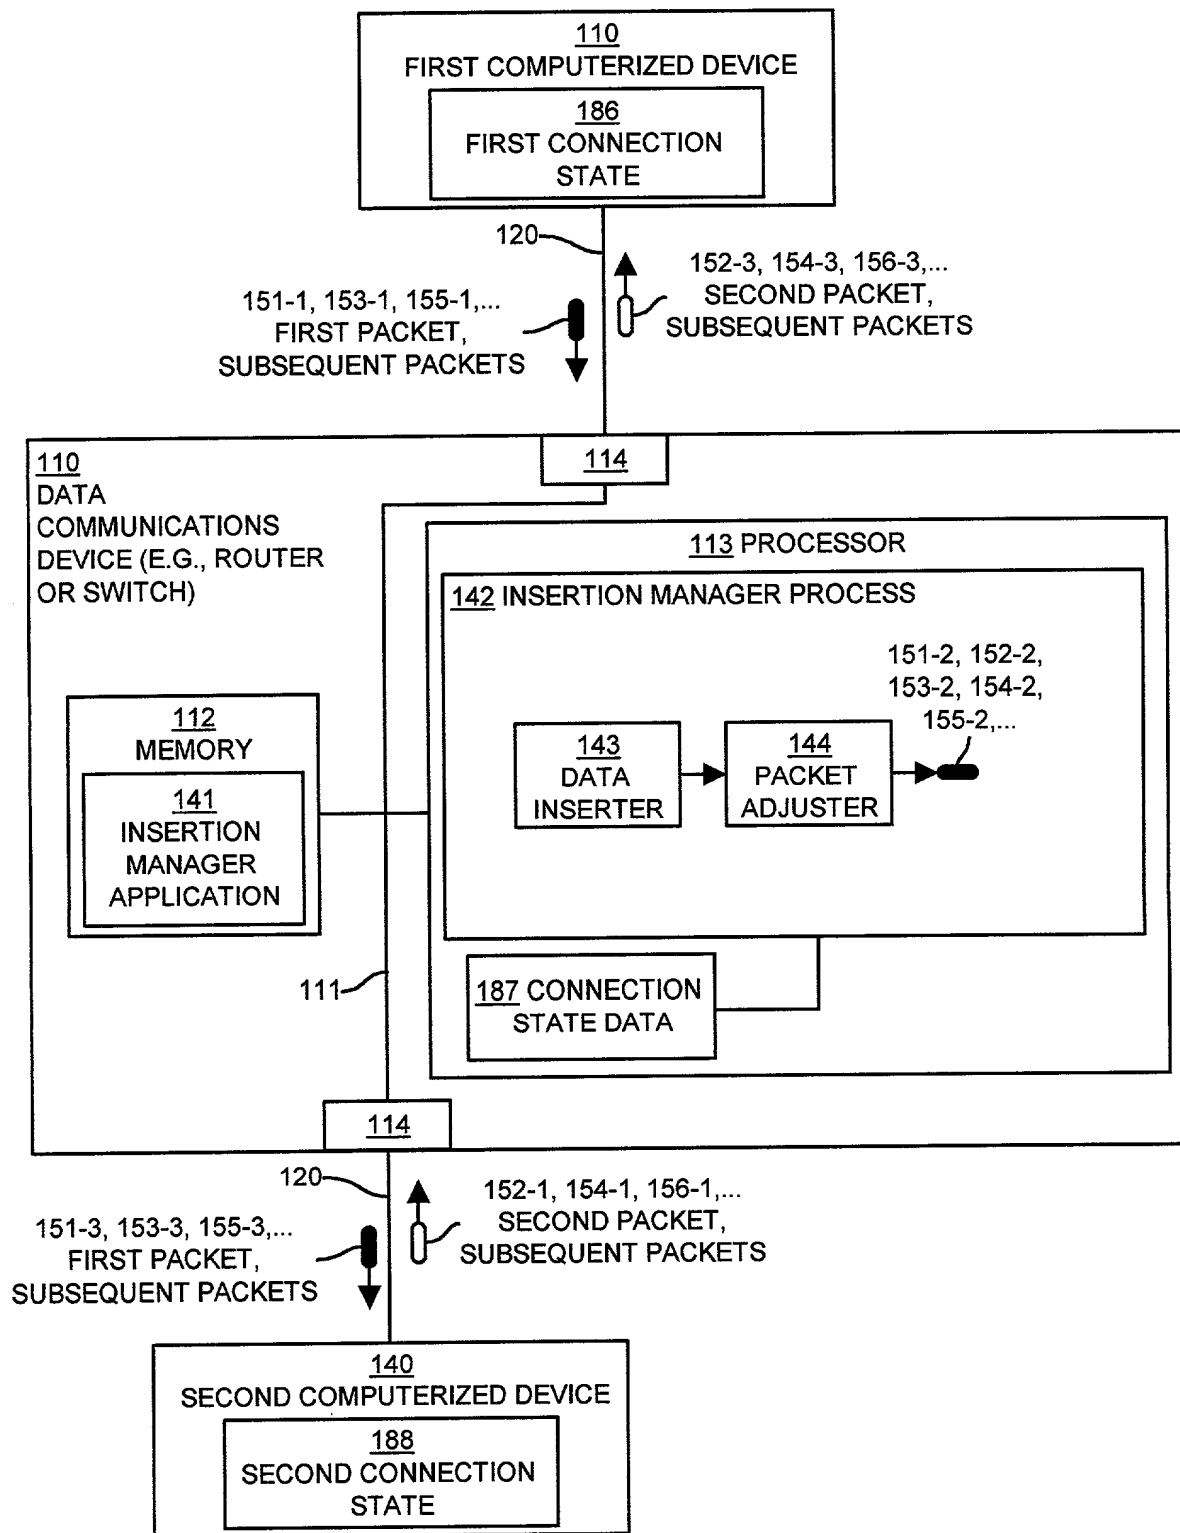 110
FIRST COMPUTERIZED DEVICE
186
FIRST CONNECTION
STATE
120
151-1, 153-1, 155-1,...
FIRST PACKET,
SUBSEQUENT PACKETS
152-3, 154-3, 156-3,...
SECOND PACKET,
SUBSEQUENT PACKETS
110
DATA
COMMUNICATIONS
DEVICE (E.G., ROUTER
OR SWITCH)
114
113 PROCESSOR
142 INSERTION MANAGER PROCESS
151-2, 152-2,
153-2, 154-2,
155-2,...
143
DATA
INSERTER
144
PACKET
ADJUSTER
112
MEMORY
141
INSERTION
MANAGER
APPLICATION
111
187 CONNECTION
STATE DATA
114
120
151-3, 153-3, 155-3,...
FIRST PACKET,
SUBSEQUENT PACKETS
152-1, 154-1, 156-1,...
SECOND PACKET,
SUBSEQUENT PACKETS
140
SECOND COMPUTERIZED DEVICE
188
SECOND CONNECTION
STATE